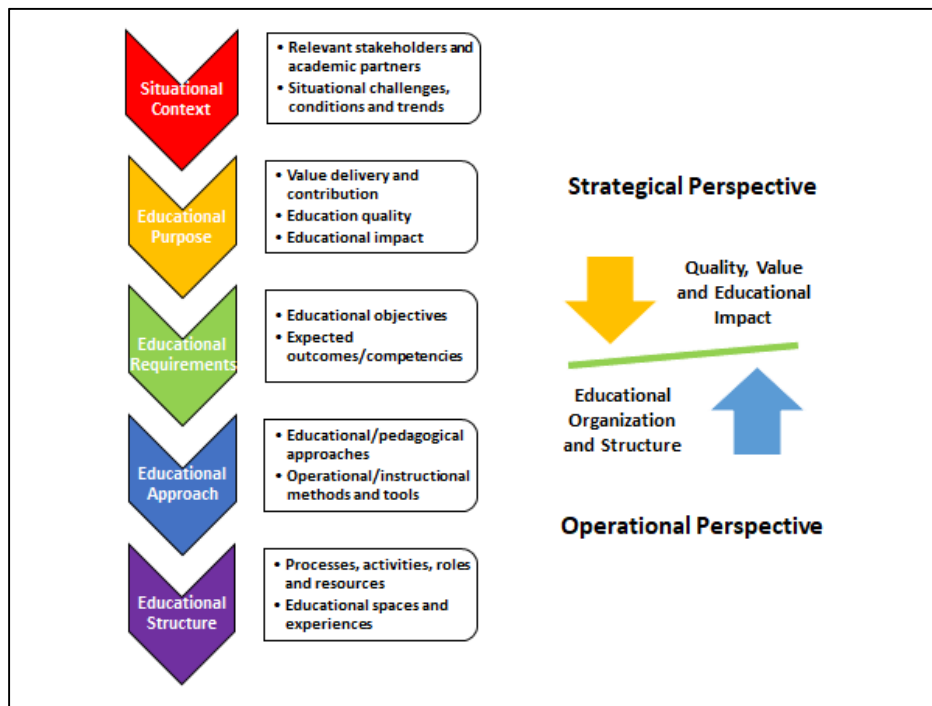 Situational
Context
• Relevant stakeholders and
academic partners
• Situational challenges,
conditions and trends
Educational
Purpose
• Value delivery and
contribution
• Education quality
• Educational impact
Educational
Requirements
• Educational objectives
• Expected
outcomes/competencies
Educational
Approach
• Educational/pedagogical
approaches
• Operational/instructional
methods and tools
Educational
Structure
• Processes, activities, roles
and resources
• Educational spaces and
experiences
Strategical Perspective
Quality, Value
and Educational
Impact
Educational
Organization
and Structure
Operational Perspective